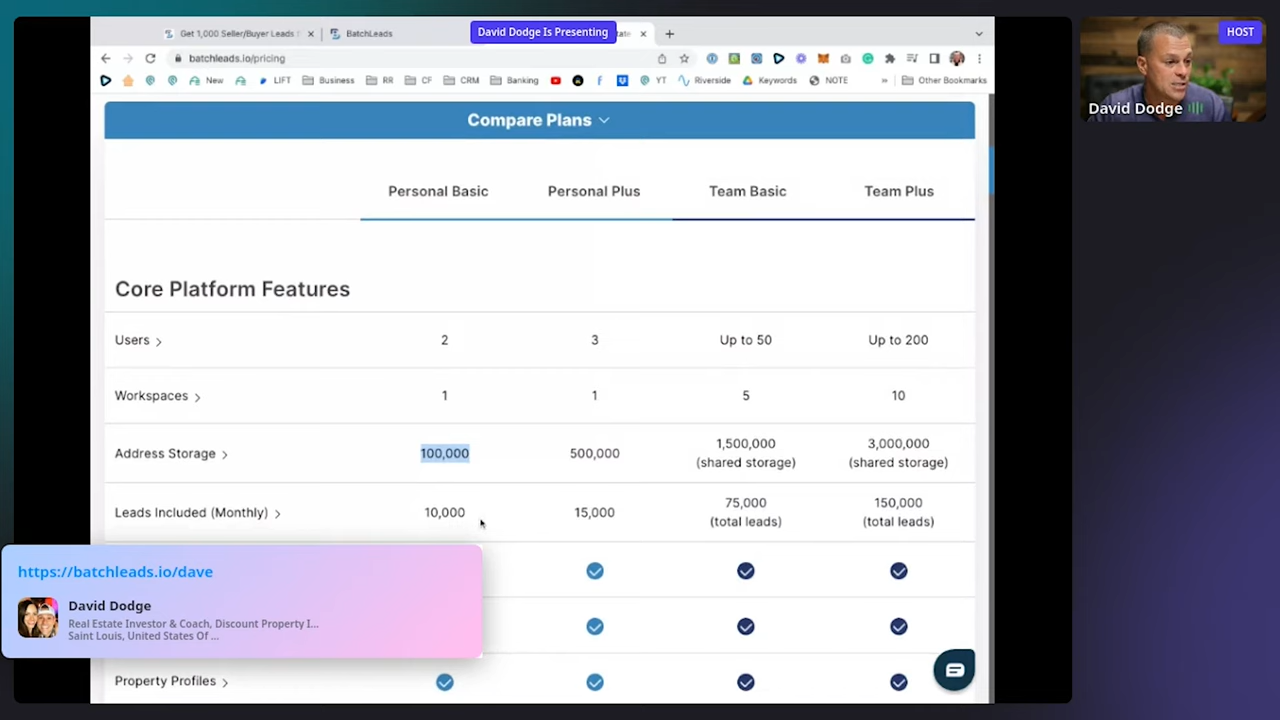 Get 1,000 Seller/Buyer Leads
BatchLeads
David Dodge Is Presenting
HOST
batchleads.io/pricing
New
LIFT
Business
RR
CF
CRM
Banking
YT
Riverside
Keywords
NOTE
»
Other Bookmarks
David Dodge
Compare Plans
Personal Basic
Personal Plus
Team Basic
Team Plus
Core Platform Features
Users > 2 3 Up to 50 Up to 200
Workspaces > 1 1 5 10
Address Storage > 100,000 500,000 1,500,000 3,000,000
(shared storage) (shared storage)
Leads Included (Monthly) > 10,000 15,000 75,000 150,000
(total leads) (total leads)
https://batchleads.io/dave
David Dodge
Real Estate Investor & Coach, Discount Property I...
Saint Louis, United States Of ...
Property Profiles >